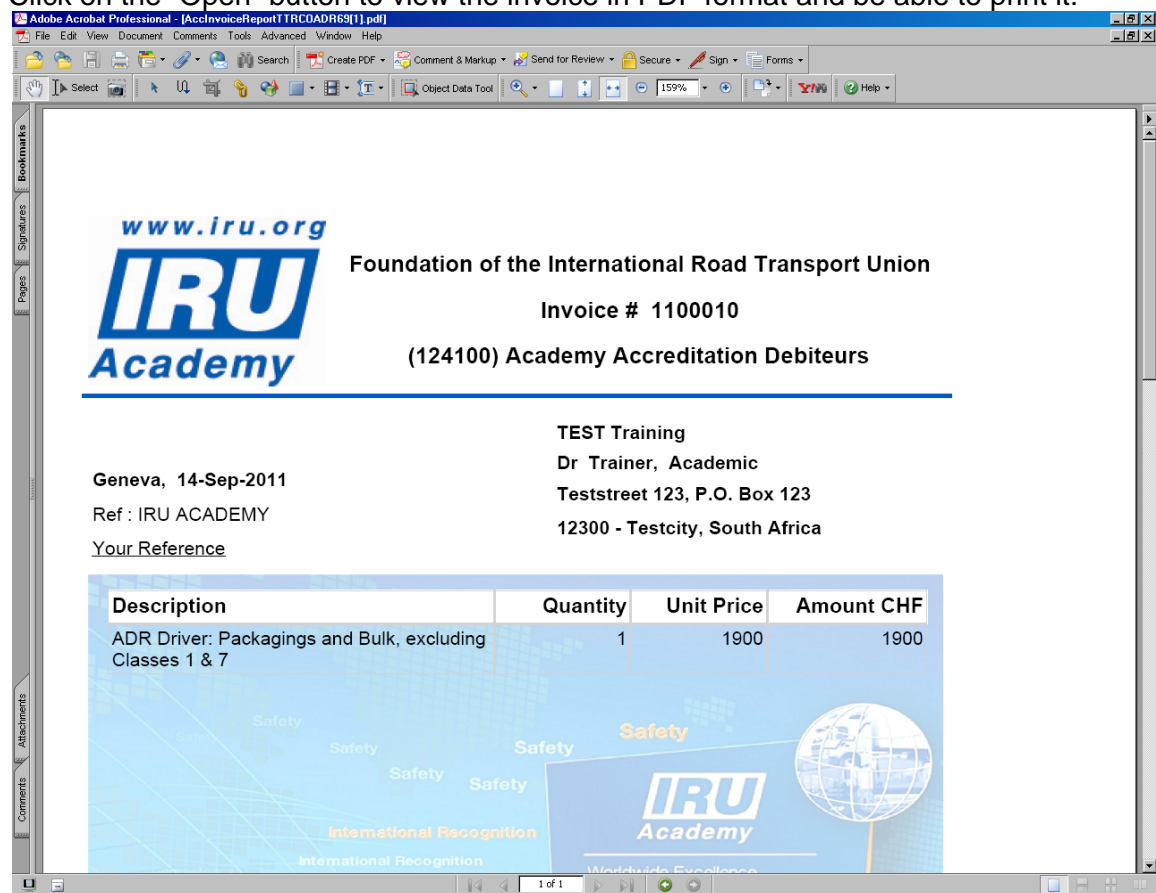 Click on the "Open" button to view the invoice in PDF format and be able to print it.
Adobe Acrobat Professional - [AccInvoiceReportTTRCOADR69[1].pdf]
File Edit View Document Comments Tools Advanced Window Help
Search Create PDF Comment & Markup Send for Review Secure Sign Forms
Select Object Data Tool 159% Y! Help
Bookmarks
Signatures
Pages
Attachments
Comments
www.iru.org
IRU
Academy
Foundation of the International Road Transport Union
Invoice # 1100010
(124100) Academy Accreditation Debiteurs
TEST Training
Dr Trainer, Academic
Teststreet 123, P.O. Box 123
12300 - Testcity, South Africa
Geneva, 14-Sep-2011
Ref : IRU ACADEMY
Your Reference
Description Quantity Unit Price Amount CHF
ADR Driver: Packagings and Bulk, excluding 1 1900 1900
Classes 1 & 7
Safety
Safety
Safety
Safety
Safety
Safety
Safety
International Recognition
International Recognition
IRU
Academy
Worldwide Excellence
1 of 1